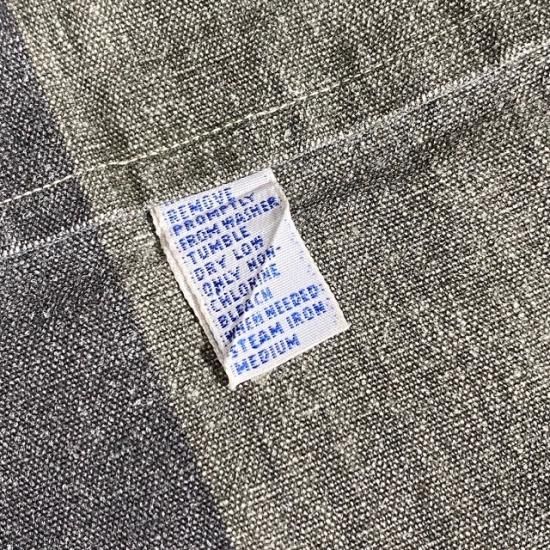 REMOVE
PROMPTLY
FROM WASHER
TUMBLE
DRY LOW
ONLY NON-
CHLORINE
BLEACH
WHEN NEEDED
STEAM IRON
MEDIUM